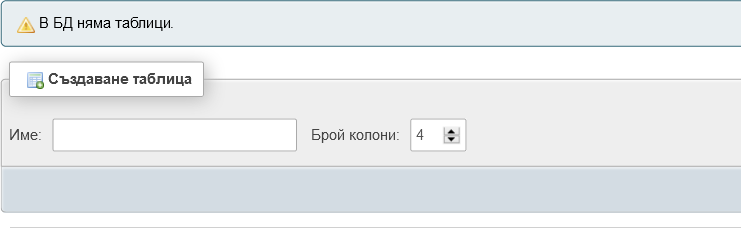 В БД няма таблици.
Създаване таблица
Име: Брой колони: 4